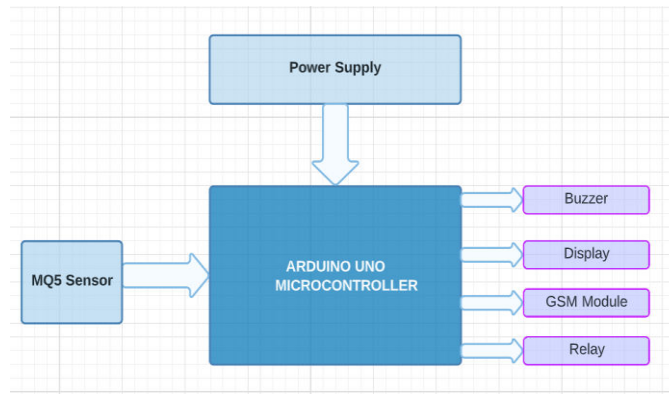 Power Supply
MQ5 Sensor
ARDUINO UNO
MICROCONTROLLER
Buzzer
Display
GSM Module
Relay